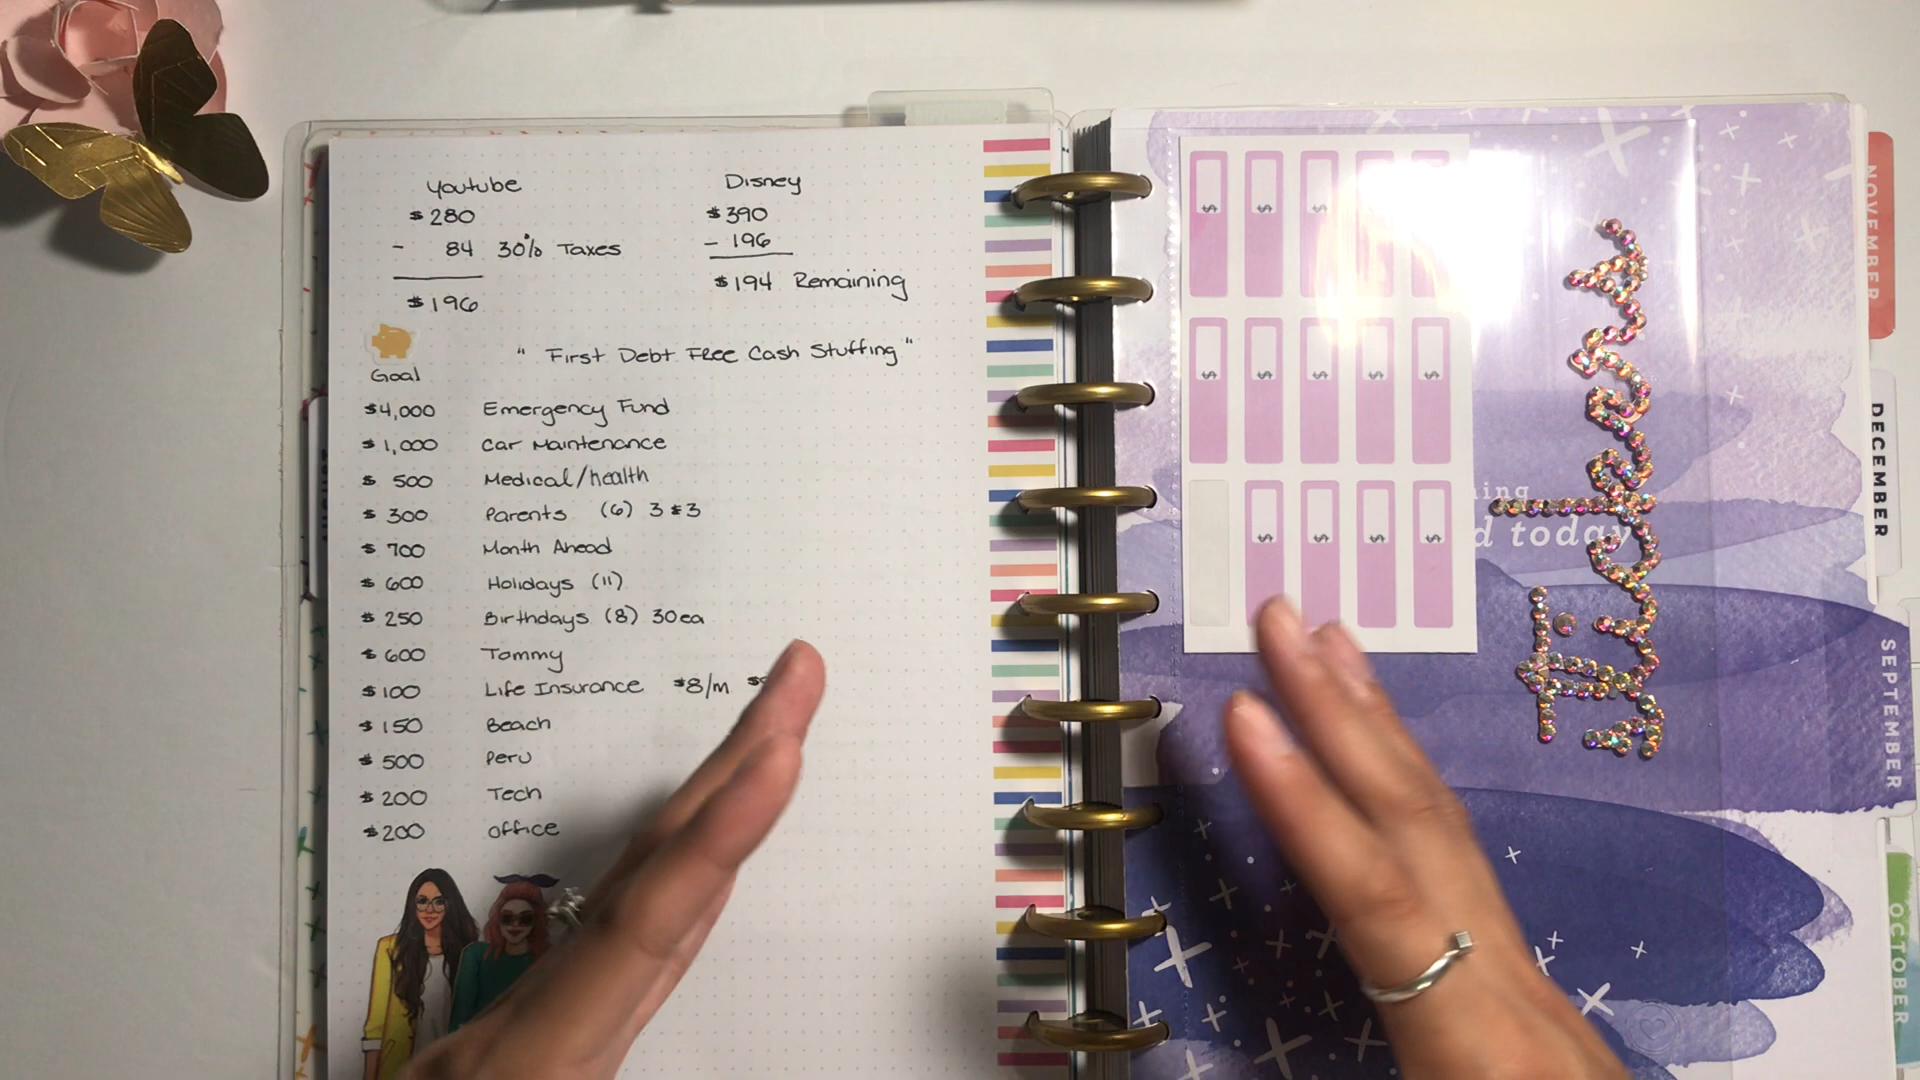 Youtube
$280
- 84 30% Taxes
$196
Disney
$390
- 196
$194 Remaining
" First Debt Free Cash Stuffing "
Goal
$4,000 Emergency Fund
$1,000 Car Maintenance
$ 500 Medical/health
$ 300 Parents (6) 3 & 3
$ 700 Month Ahead
$ 600 Holidays (11)
$ 250 Birthdays (8) 30ea
$ 600 Tommy
$ 100 Life Insurance $8/m
$ 150 Beach
$ 500 Peru
$ 200 Tech
$ 200 Office
$ $ $
$ $ $ $ $
$ $ $ $
d today
NOVEMBER
DECEMBER
SEPTEMBER
OCTOBER